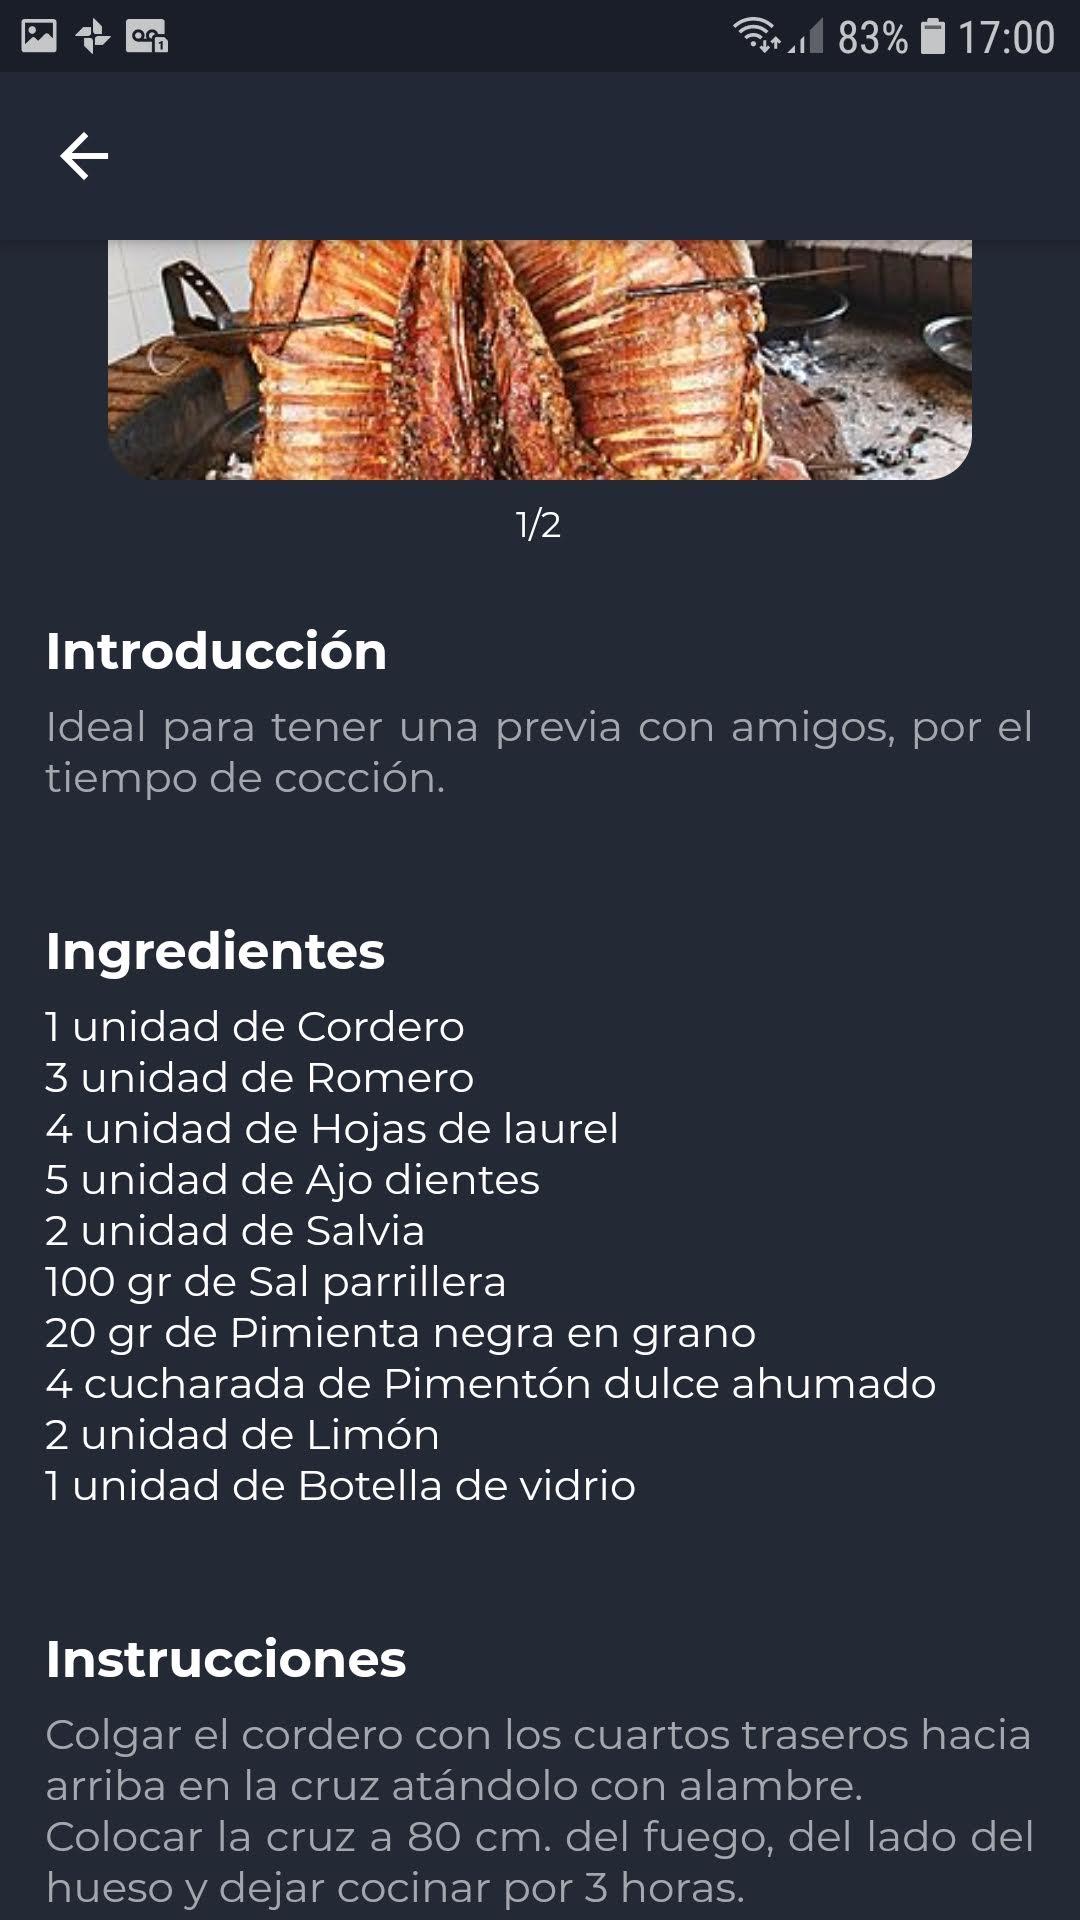 83% 17:00
1/2
Introducción
Ideal para tener una previa con amigos, por el
tiempo de cocción.
Ingredientes
1 unidad de Cordero
3 unidad de Romero
4 unidad de Hojas de laurel
5 unidad de Ajo dientes
2 unidad de Salvia
100 gr de Sal parrillera
20 gr de Pimienta negra en grano
4 cucharada de Pimentón dulce ahumado
2 unidad de Limón
1 unidad de Botella de vidrio
Instrucciones
Colgar el cordero con los cuartos traseros hacia
arriba en la cruz atándolo con alambre.
Colocar la cruz a 80 cm. del fuego, del lado del
hueso y dejar cocinar por 3 horas.